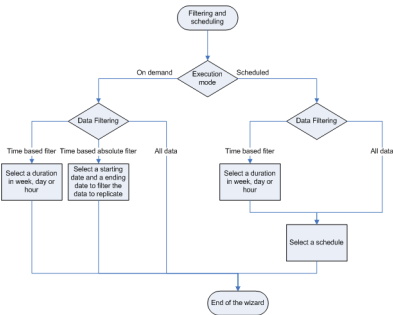 Filtering and
scheduling
On demand
Execution
mode
Scheduled
Data Filtering
Data Filtering
Time based fiter
Time based absolute filter
All data
Time based fiter
All data
Select a duration
in week, day or
hour
Select a starting
date and a ending
date to filter the
data to replicate
Select a duration
in week, day or
hour
Select a schedule
End of the wizard